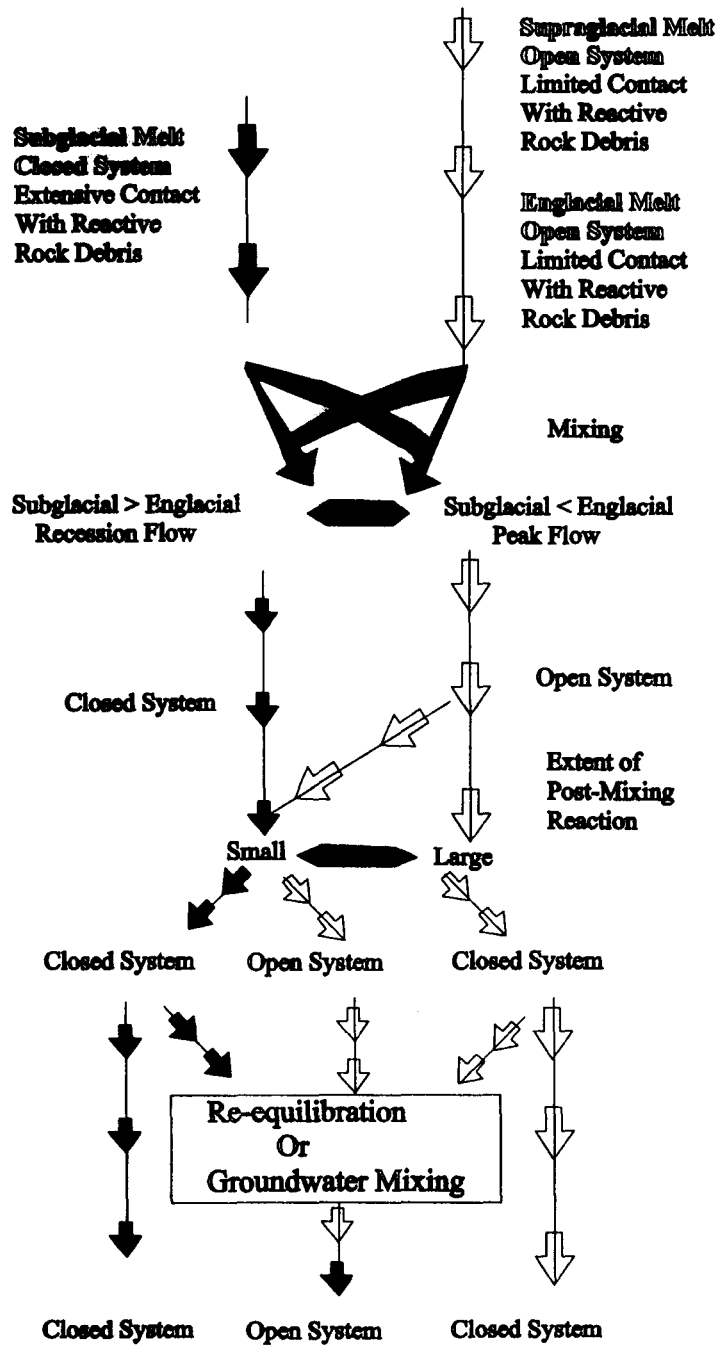 Supraglacial Melt
Open System
Limited Contact
With Reactive
Rock Debris
Subglacial Melt
Closed System
Extensive Contact
With Reactive
Rock Debris
Englacial Melt
Open System
Limited Contact
With Reactive
Rock Debris
Mixing
Subglacial > Englacial
Recession Flow
Subglacial < Englacial
Peak Flow
Closed System
Open System
Extent of
Post-Mixing
Reaction
Small
Large
Closed System
Open System
Closed System
Re-equilibration
Or
Groundwater Mixing
Closed System
Open System
Closed System